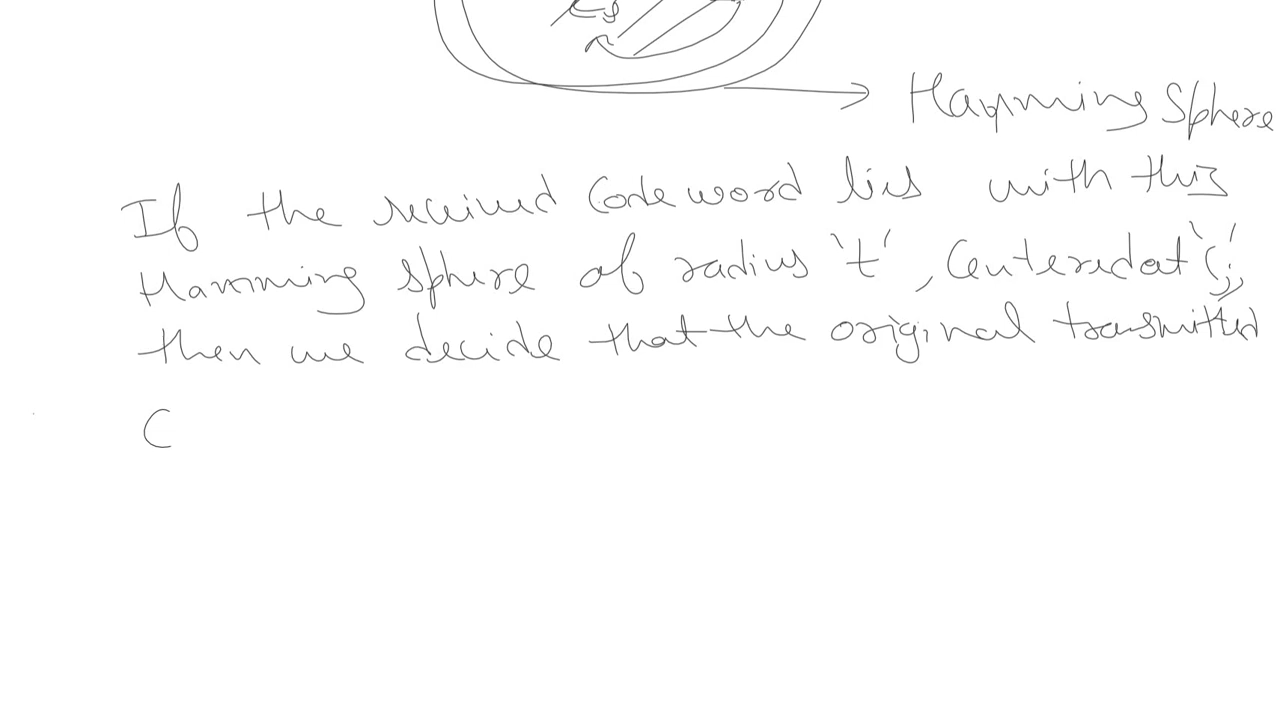 Hamming Sphere
If the received Codeword lies with this
Hamming sphere of radius 't', Centered at 'Cj',
then we decide that the original transmitted
C